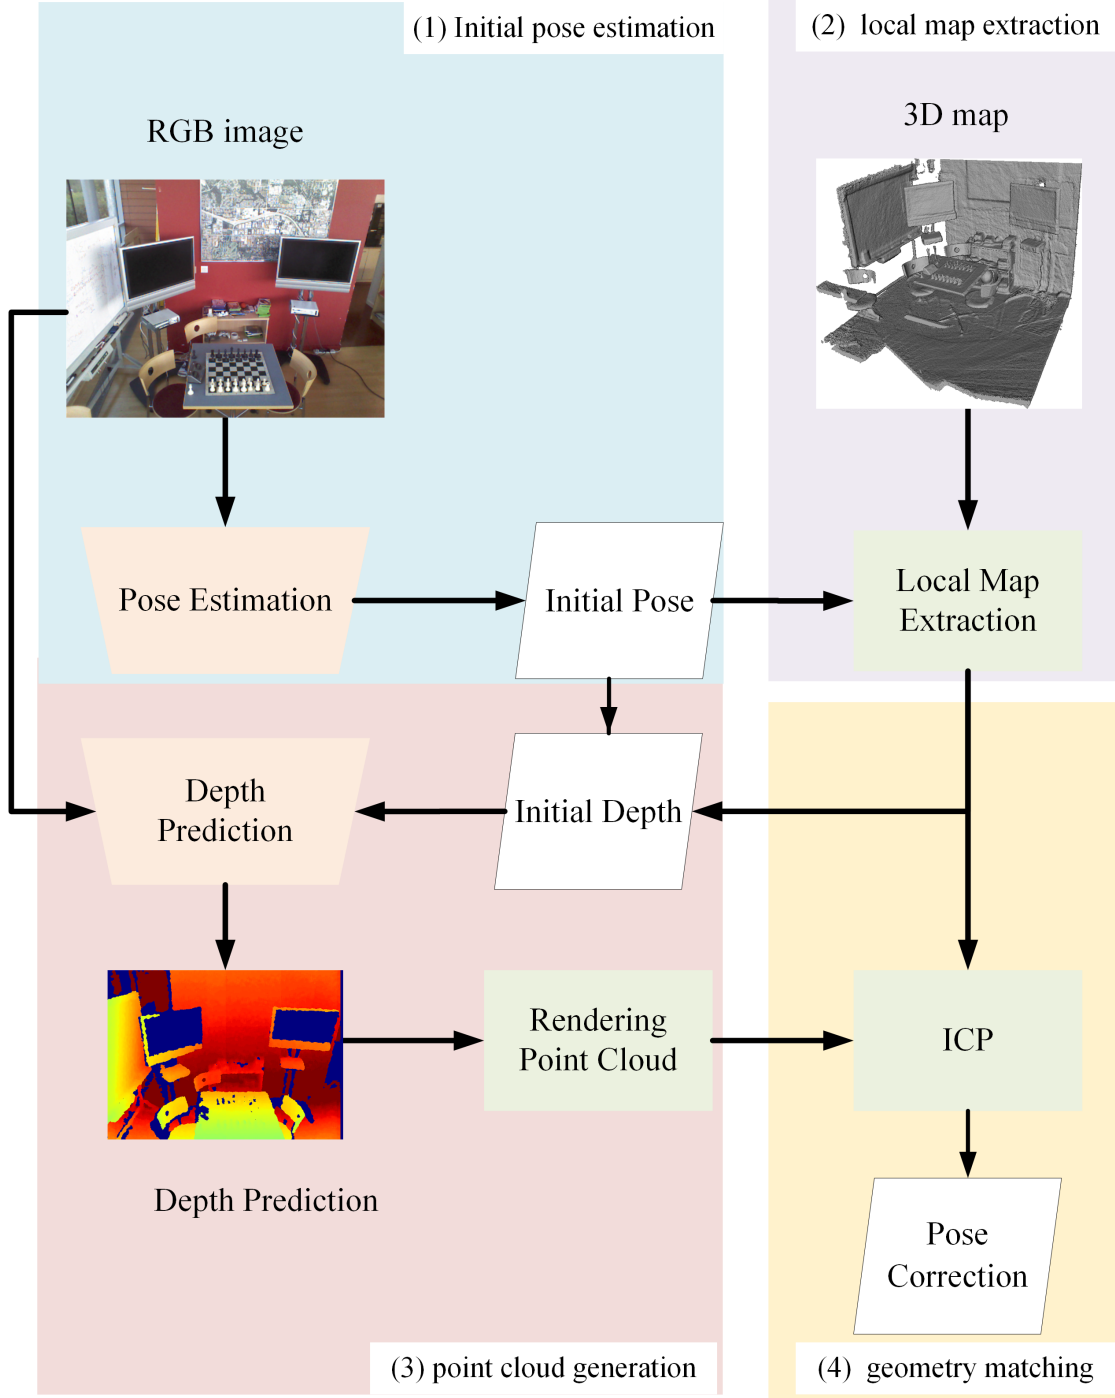 (1) Initial pose estimation
(2) local map extraction
RGB image
3D map
Pose Estimation
Initial Pose
Local Map
Extraction
Depth
Prediction
Initial Depth
Rendering
Point Cloud
ICP
Depth Prediction
Pose
Correction
(3) point cloud generation
(4) geometry matching